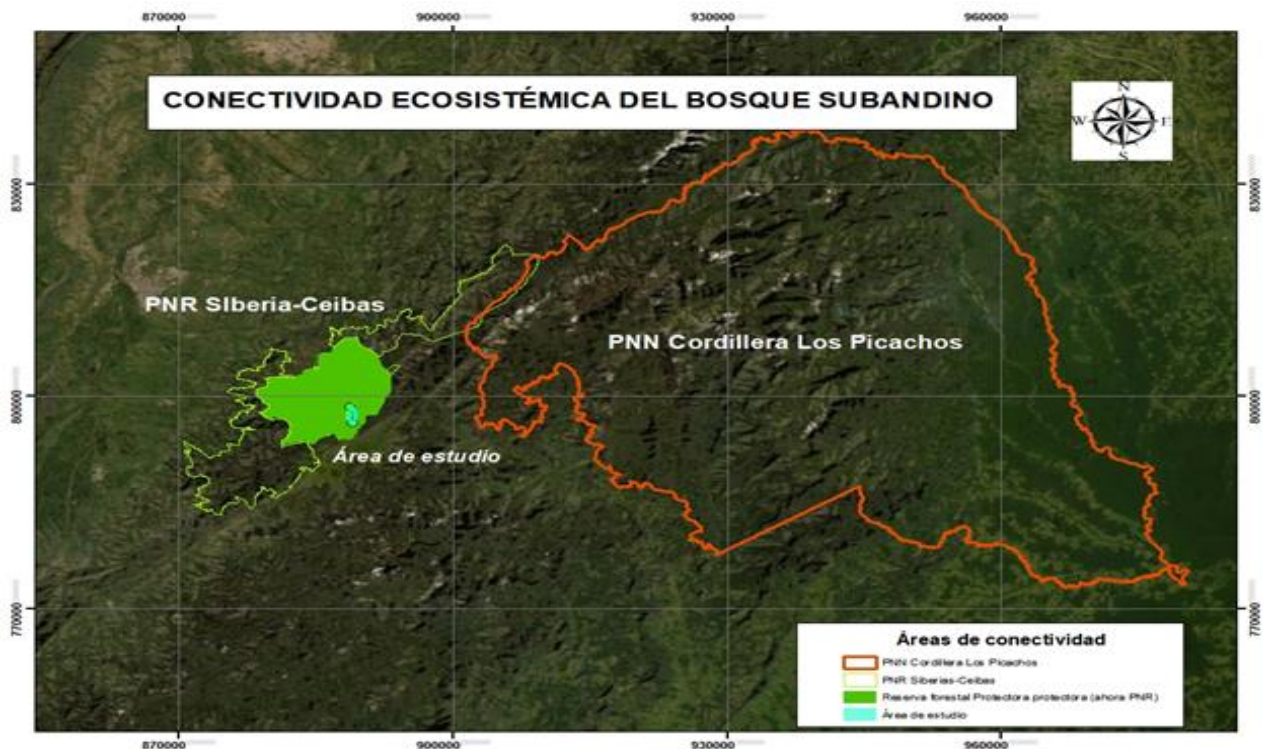 870000 900000 930000 960000
CONECTIVIDAD ECOSISTÉMICA DEL BOSQUE SUBANDINO
N
W E
S
830000 830000
PNR SIberia-Ceibas
PNN Cordillera Los Picachos
800000 800000
Área de estudio
770000 770000
Áreas de conectividad
PNN Cordillera Los Picachos
PNR Siberias-Ceibas
Reserva forestal Protectora protectora (ahora PNR)
Área de estudio
870000 900000 930000 960000